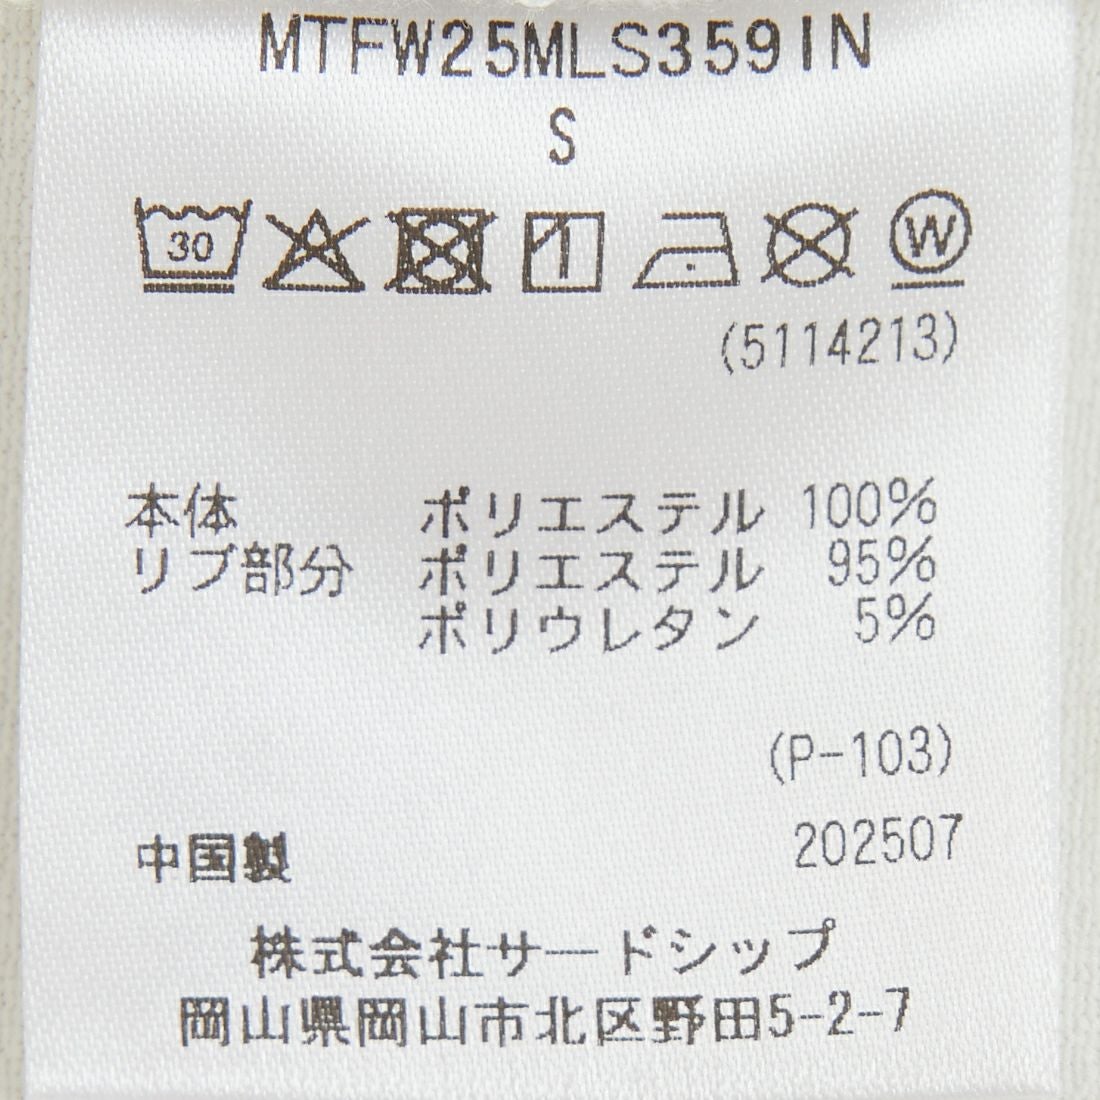 MTFW25MLS359IN
S
30 W
(5114213)
本体 ポリエステル 100%
リブ部分 ポリエステル 95%
ポリウレタン 5%
(P-103)
中国製 202507
株式会社サードシップ
岡山県岡山市北区野田5-2-7